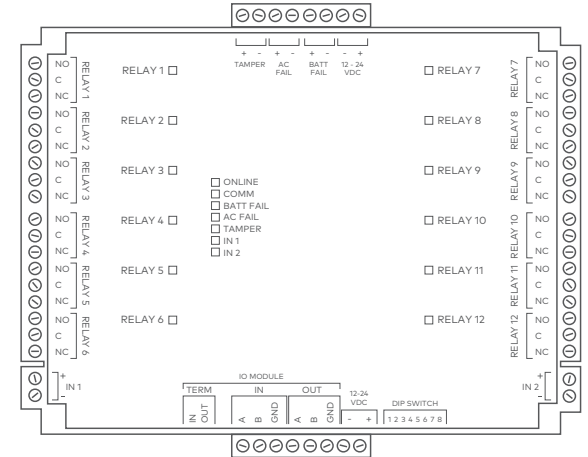 + - + - + - - +
TAMPER AC FAIL BATT FAIL 12 - 24 VDC
NO C NC RELAY 1
NO C NC RELAY 2
NO C NC RELAY 3
NO C NC RELAY 4
NO C NC RELAY 5
NO C NC RELAY 6
+ - IN 1
RELAY 1
RELAY 2
RELAY 3
RELAY 4
RELAY 5
RELAY 6
ONLINE
COMM
BATT FAIL
AC FAIL
TAMPER
IN 1
IN 2
RELAY 7
RELAY 8
RELAY 9
RELAY 10
RELAY 11
RELAY 12
RELAY 7 NO C NC
RELAY 8 NO C NC
RELAY 9 NO C NC
RELAY 10 NO C NC
RELAY 11 NO C NC
RELAY 12 NO C NC
IN 2 + -
IO MODULE
TERM IN OUT
IN OUT A B GND A B GND
12-24 VDC
- +
DIP SWITCH
1 2 3 4 5 6 7 8